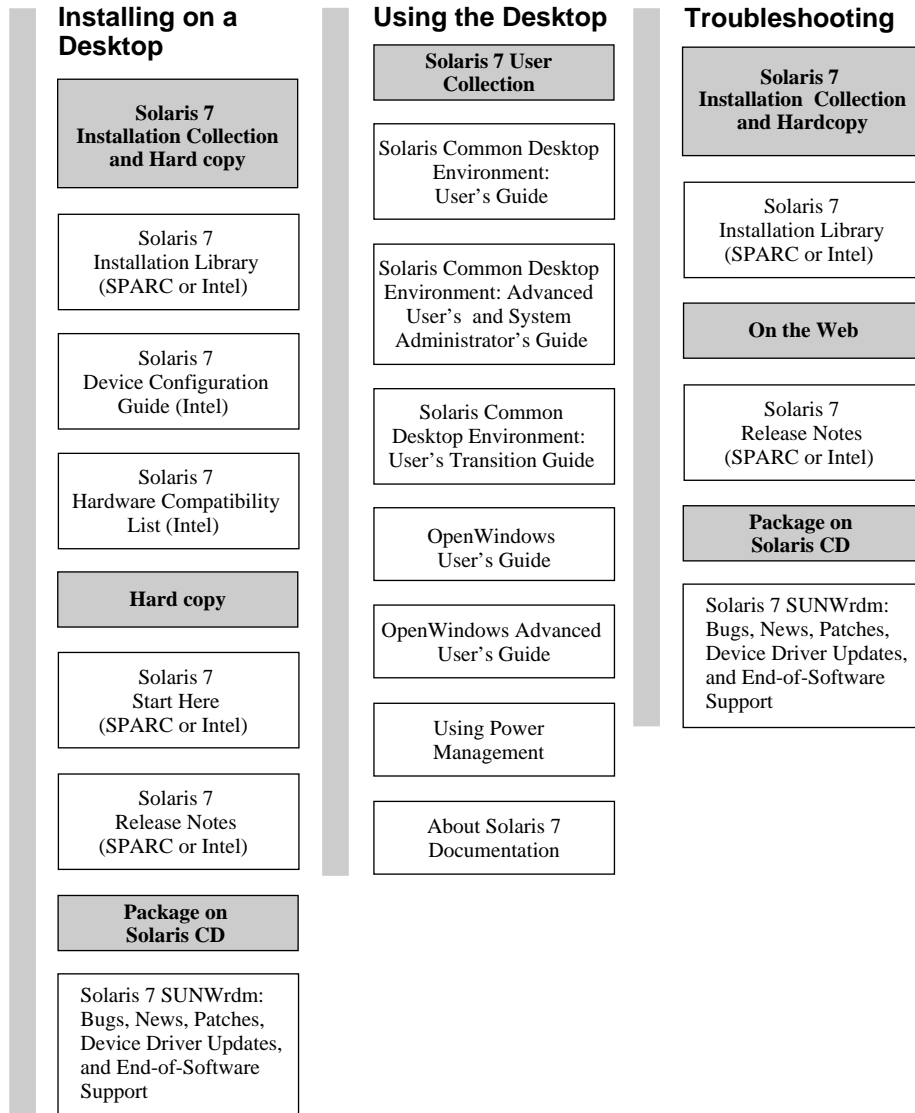 Installing on a
Desktop
Solaris 7
Installation Collection
and Hard copy
Solaris 7
Installation Library
(SPARC or Intel)
Solaris 7
Device Configuration
Guide (Intel)
Solaris 7
Hardware Compatibility
List (Intel)
Hard copy
Solaris 7
Start Here
(SPARC or Intel)
Solaris 7
Release Notes
(SPARC or Intel)
Package on
Solaris CD
Solaris 7 SUNWrdm:
Bugs, News, Patches,
Device Driver Updates,
and End-of-Software
Support
Using the Desktop
Solaris 7 User
Collection
Solaris Common Desktop
Environment:
User's Guide
Solaris Common Desktop
Environment: Advanced
User's and System
Administrator's Guide
Solaris Common
Desktop Environment:
User's Transition Guide
OpenWindows
User's Guide
OpenWindows Advanced
User's Guide
Using Power
Management
About Solaris 7
Documentation
Troubleshooting
Solaris 7
Installation Collection
and Hardcopy
Solaris 7
Installation Library
(SPARC or Intel)
On the Web
Solaris 7
Release Notes
(SPARC or Intel)
Package on
Solaris CD
Solaris 7 SUNWrdm:
Bugs, News, Patches,
Device Driver Updates,
and End-of-Software
Support